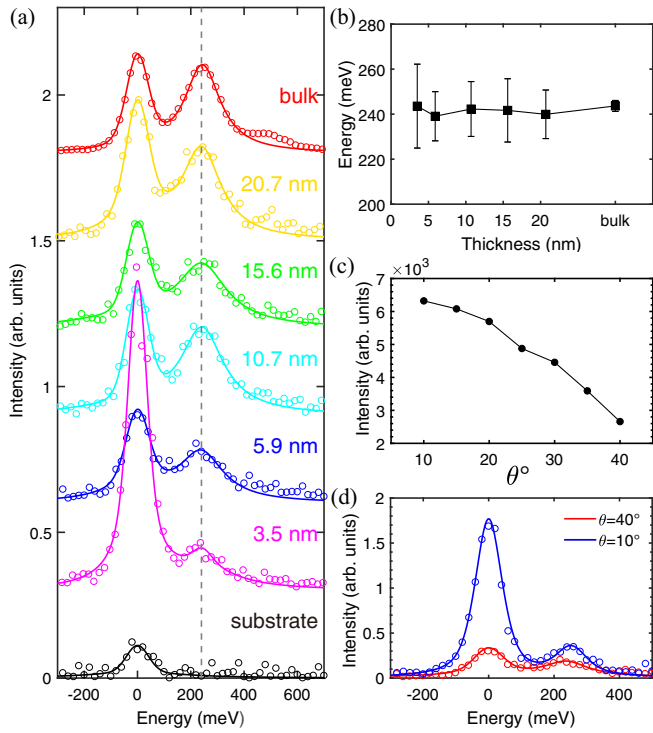 (a)
Intensity (arb. units)
2
1.5
1
0.5
0
bulk
20.7 nm
15.6 nm
10.7 nm
5.9 nm
3.5 nm
substrate
-200 0 200 400 600
Energy (meV)
(b)
Energy (meV)
260
240
220
200
0 5 10 15 20 bulk
Thickness (nm)
(c)
× 10³
Intensity (arb. units)
7
6
5
4
3
2
10 20 30 40
θ°
(d)
Intensity (arb. units)
2
1.5
1
0.5
0
θ=40°
θ=10°
-200 0 200 400
Energy (meV)